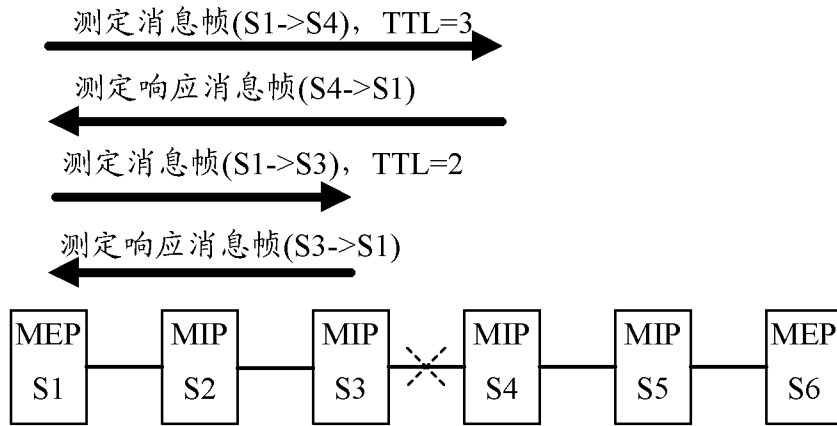 测定消息帧(S1->S4)，TTL=3
测定响应消息帧(S4->S1)
测定消息帧(S1->S3)，TTL=2
测定响应消息帧(S3->S1)
MEP MIP MIP MIP MIP MEP
S1 S2 S3 S4 S5 S6